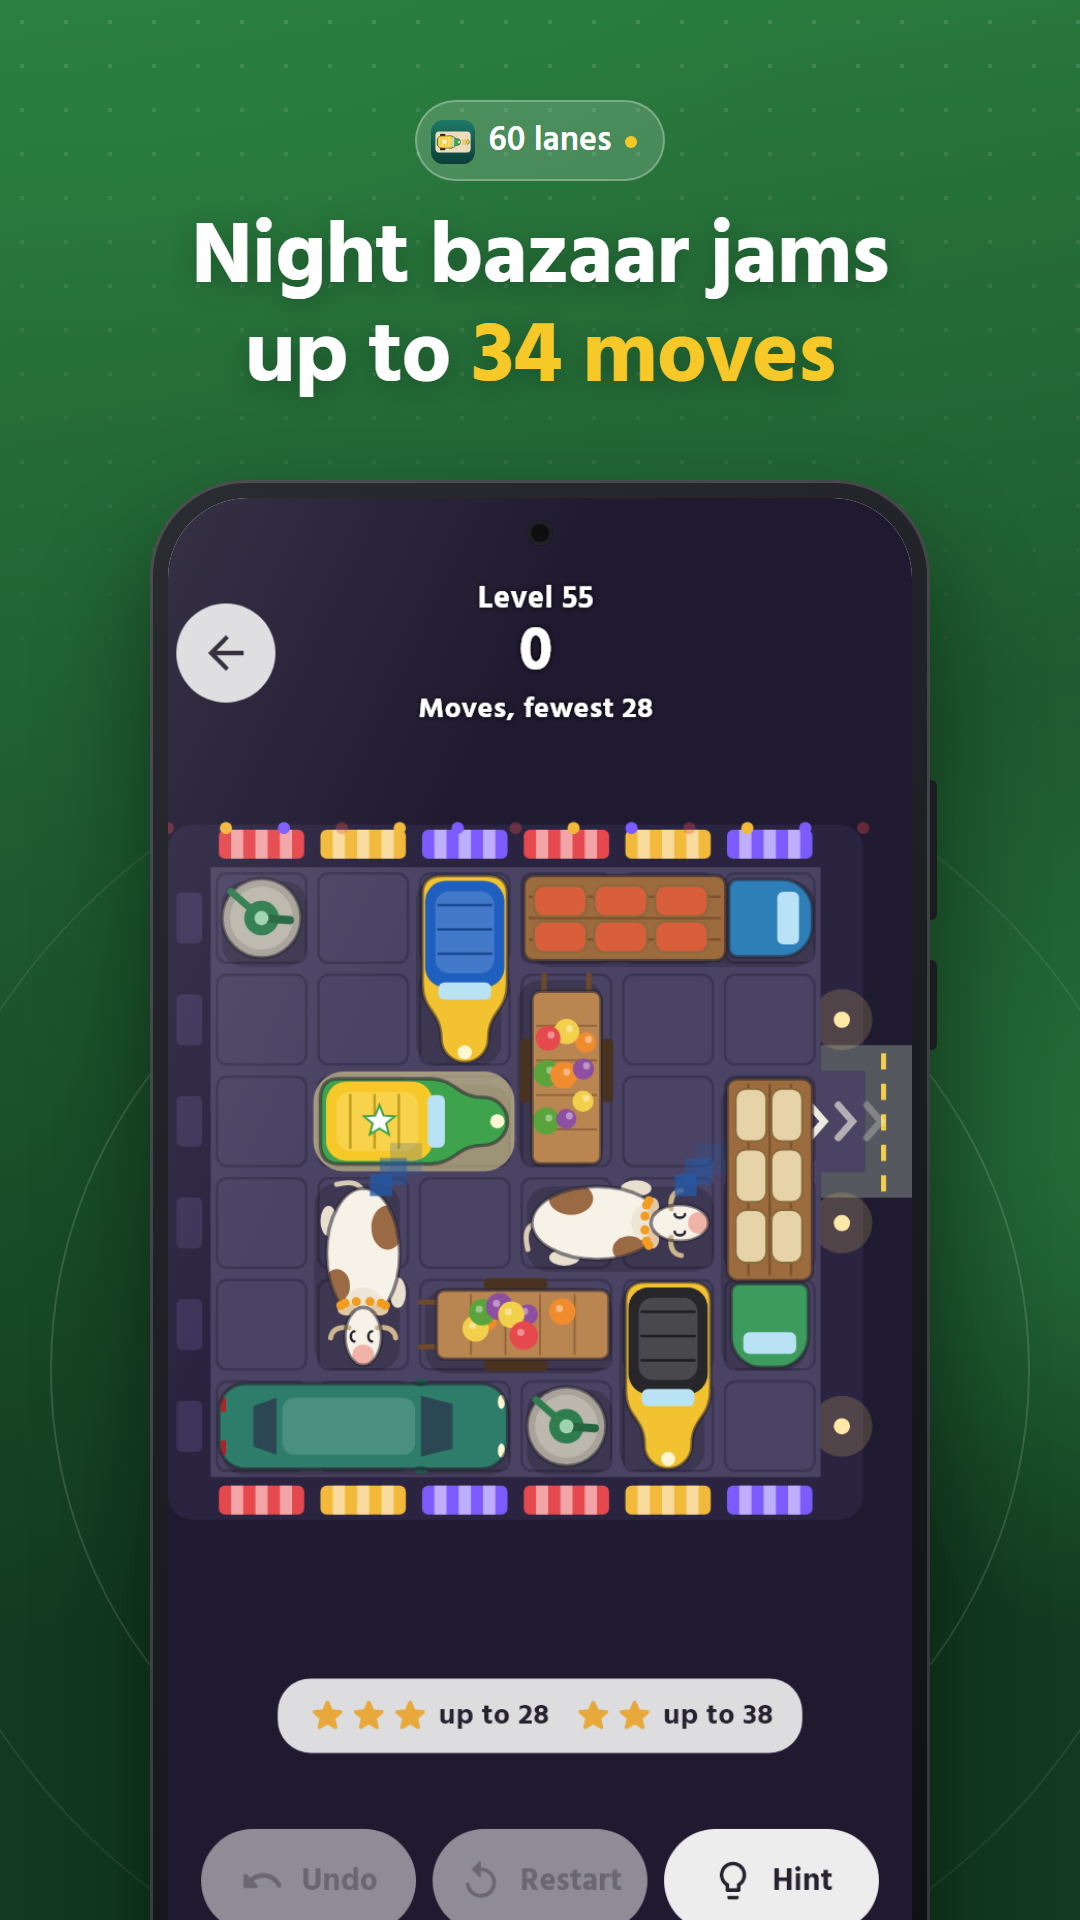 60 lanes
Night bazaar jams
up to 34 moves
Level 55
0
Moves, fewest 28
up to 28 up to 38
Undo Restart Hint